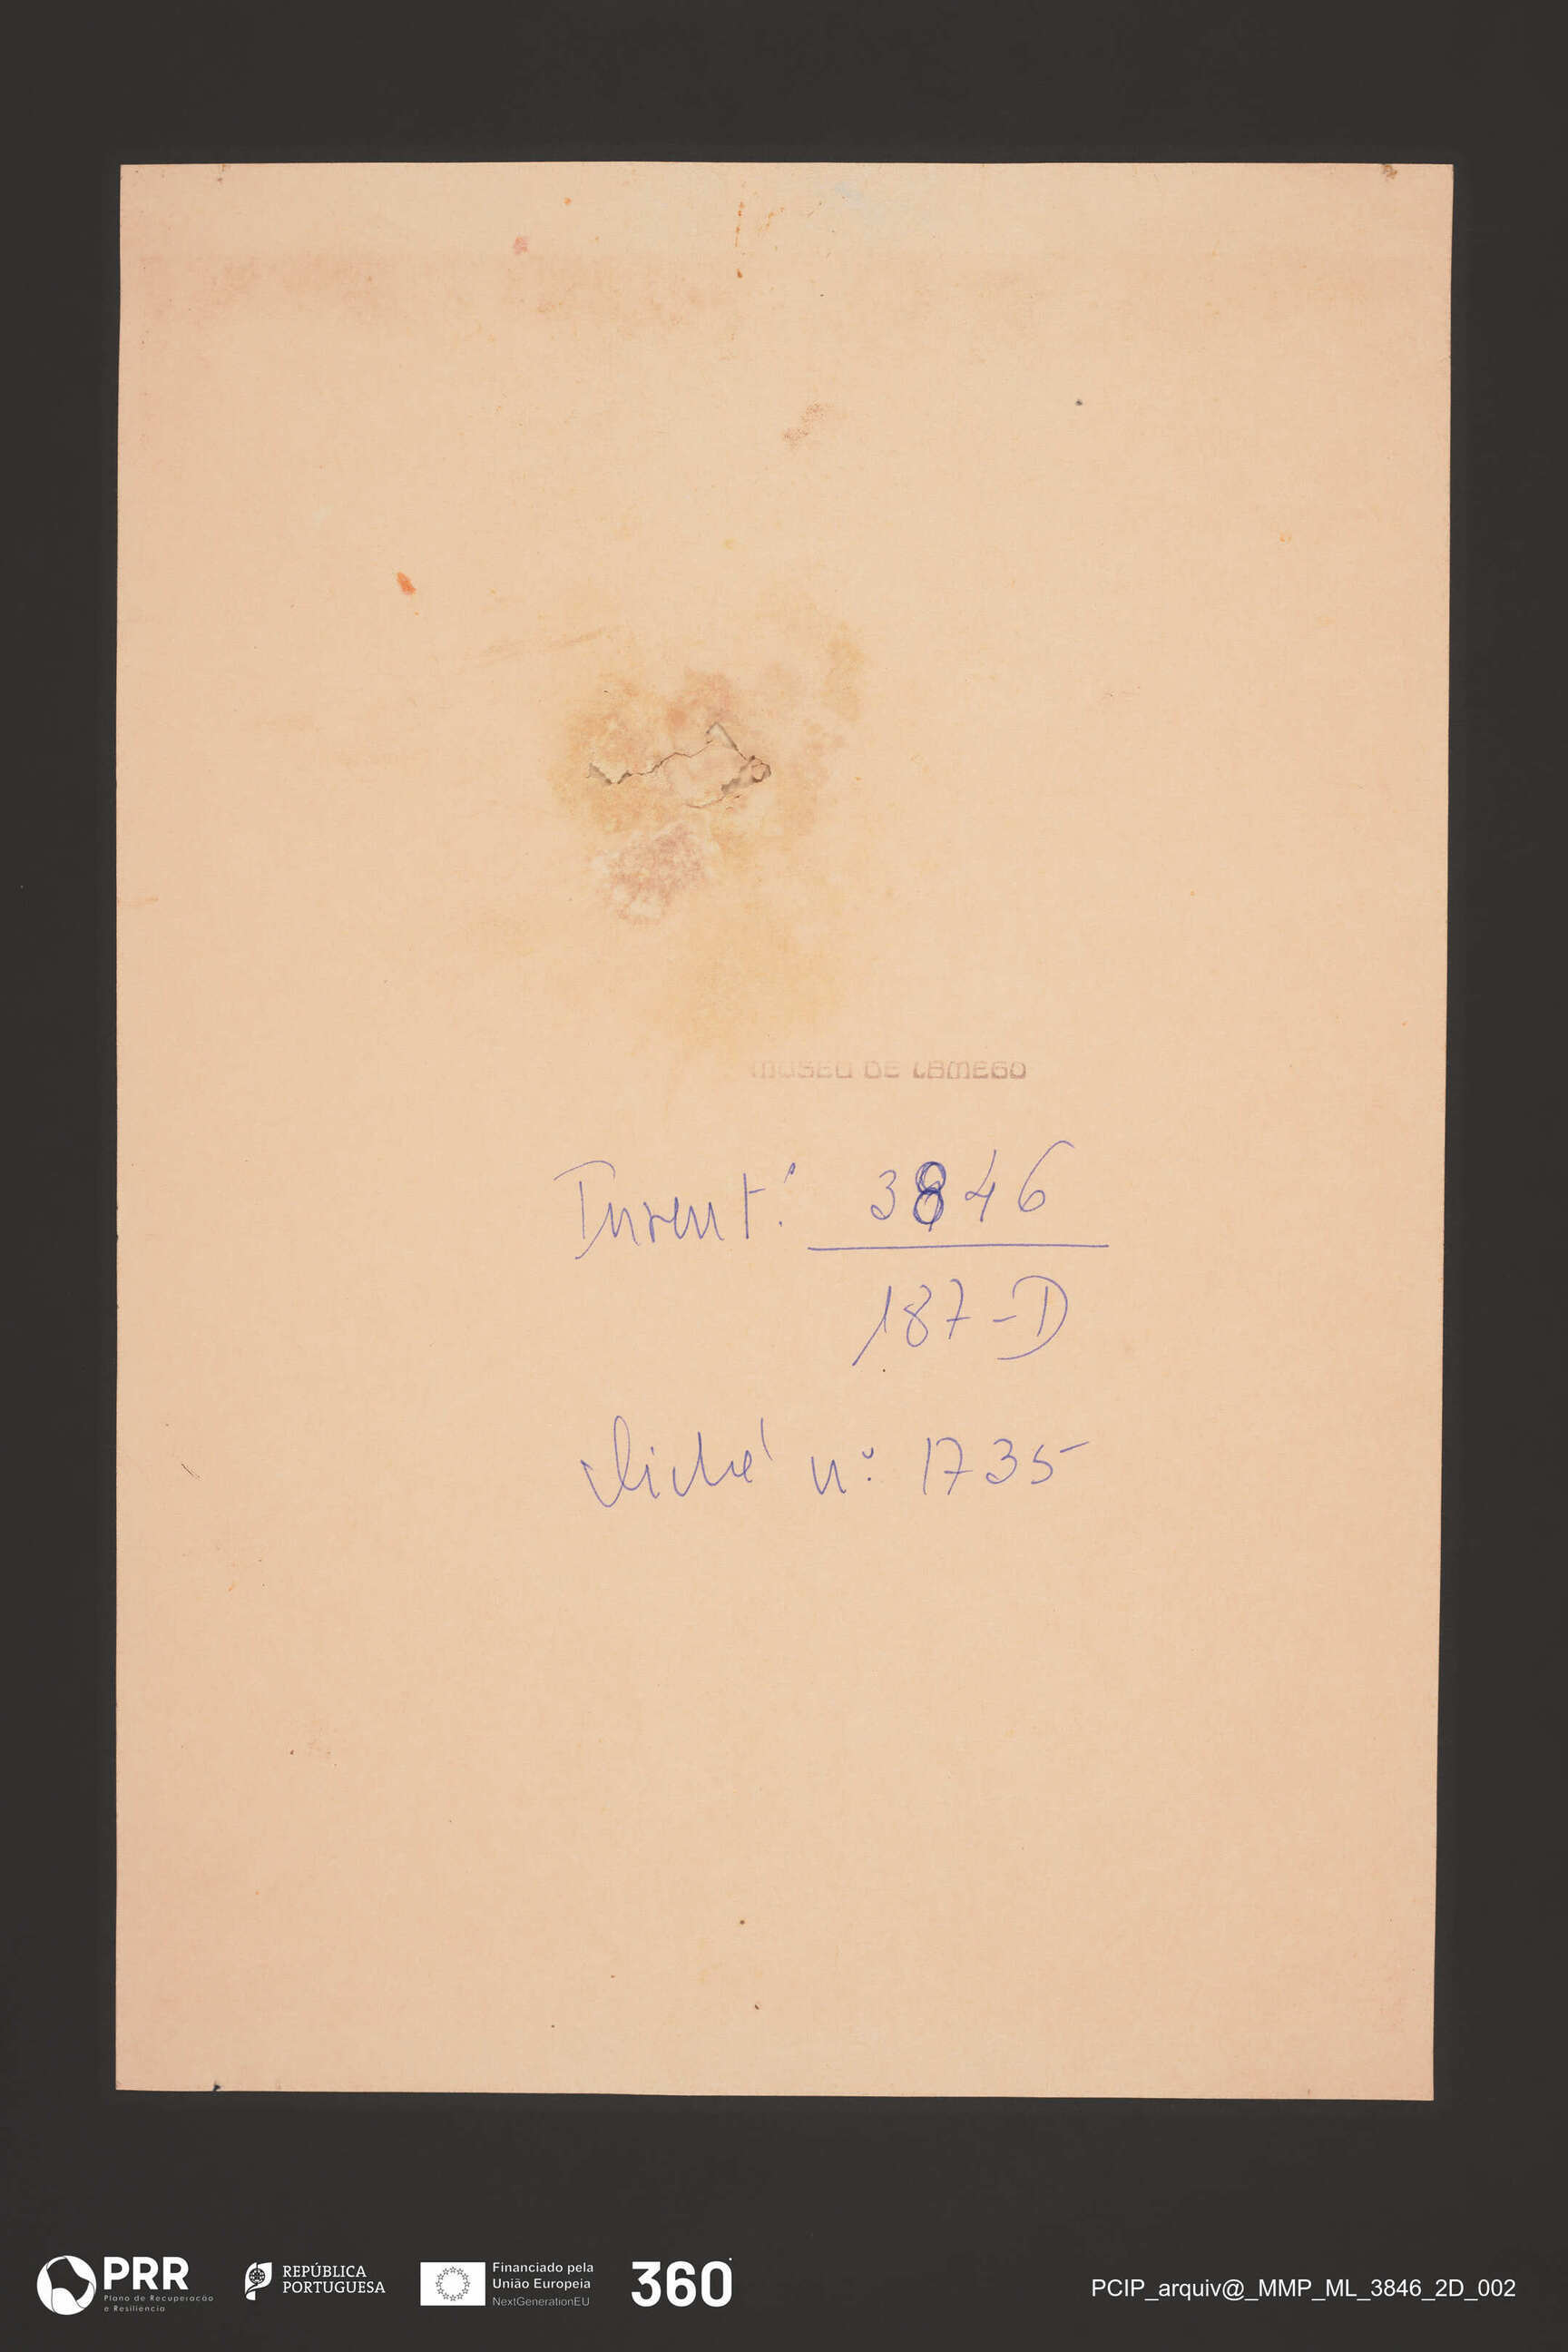 MUSEU DE LAMEGO
Invent.º 3846
187-D
cliché nº 1735
PRR
Plano de Recuperação
e Resiliência
REPÚBLICA
PORTUGUESA
Financiado pela
União Europeia
NextGenerationEU
360
PCIP_arquiv@_MMP_ML_3846_2D_002